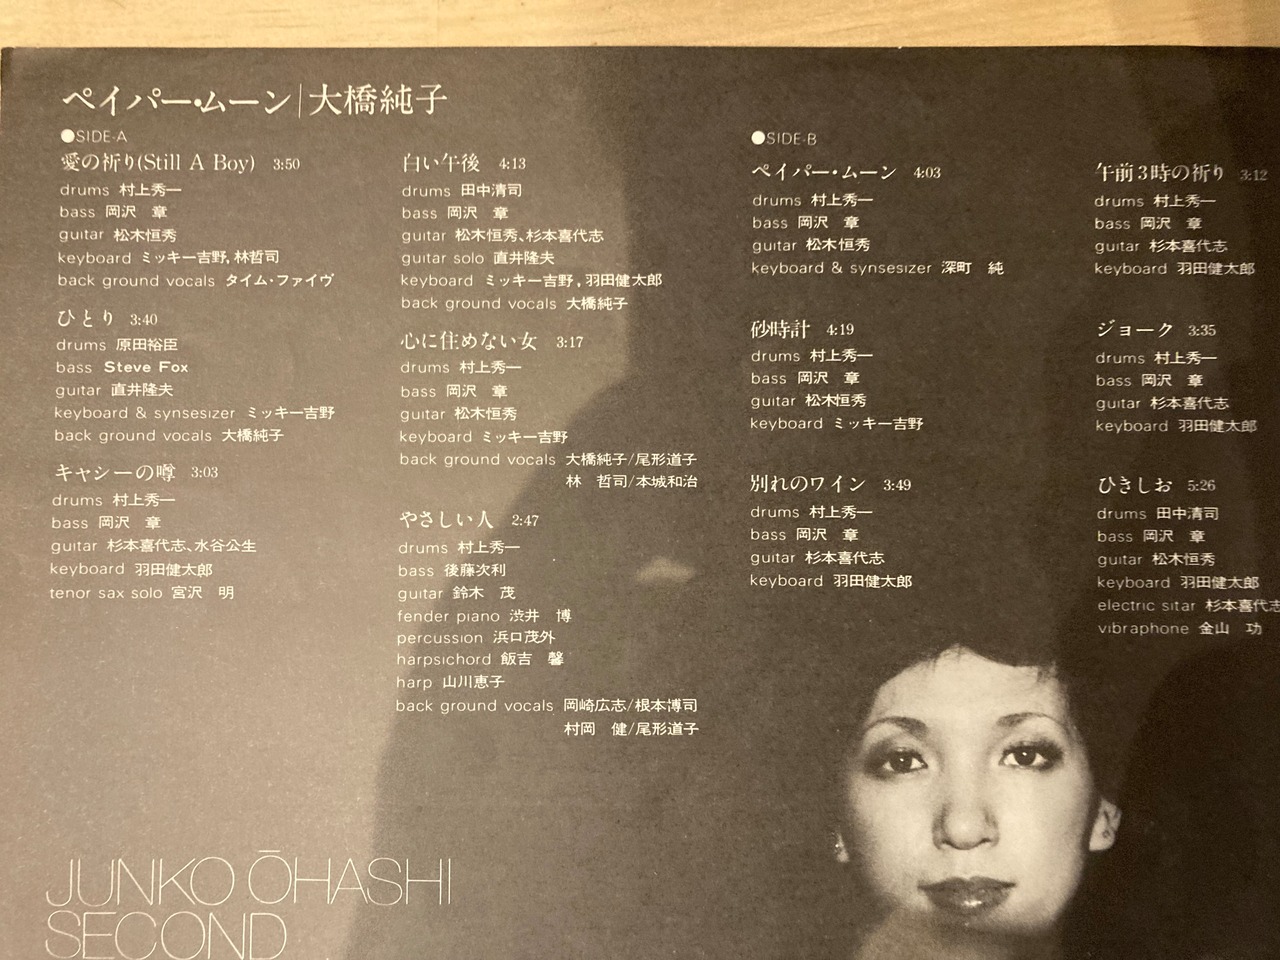 ペイパー・ムーン|大橋純子
●SIDE-A
愛の祈り(Still A Boy) 3:50
drums 村上秀一
bass 岡沢 章
guitar 松木恒秀
keyboard ミッキー吉野,林哲司
back ground vocals タイム・ファイヴ
ひとり 3:40
drums 原田裕臣
bass Steve Fox
guitar 直井隆夫
keyboard & synsesizer ミッキー吉野
back ground vocals 大橋純子
キャシーの噂 3:03
drums 村上秀一
bass 岡沢 章
guitar 杉本喜代志、水谷公生
keyboard 羽田健太郎
tenor sax solo 宮沢 明
白い午後 4:13
drums 田中清司
bass 岡沢 章
guitar 松木恒秀、杉本喜代志
guitar solo 直井隆夫
keyboard ミッキー吉野,羽田健太郎
back ground vocals 大橋純子
心に住めない女 3:17
drums 村上秀一
bass 岡沢 章
guitar 松木恒秀
keyboard ミッキー吉野
back ground vocals 大橋純子/尾形道子
林 哲司/本城和治
やさしい人 2:47
drums 村上秀一
bass 後藤次利
guitar 鈴木 茂
fender piano 渋井 博
percussion 浜口茂外
harpsichord 飯吉 馨
harp 山川恵子
back ground vocals 岡崎広志/根本博司
村岡 健/尾形道子
●SIDE-B
ペイパー・ムーン 4:03
drums 村上秀一
bass 岡沢 章
guitar 松木恒秀
keyboard & synsesizer 深町 純
砂時計 4:19
drums 村上秀一
bass 岡沢 章
guitar 松木恒秀
keyboard ミッキー吉野
別れのワイン 3:49
drums 村上秀一
bass 岡沢 章
guitar 杉本喜代志
keyboard 羽田健太郎
午前3時の祈り 3:12
drums 村上秀一
bass 岡沢 章
guitar 杉本喜代志
keyboard 羽田健太郎
ジョーク 3:35
drums 村上秀一
bass 岡沢 章
guitar 杉本喜代志
keyboard 羽田健太郎
ひきしお 5:26
drums 田中清司
bass 岡沢 章
guitar 松木恒秀
keyboard 羽田健太郎
electric sitar 杉本喜代志
vibraphone 金山 功
JUNKO ŌHASHI
SECOND